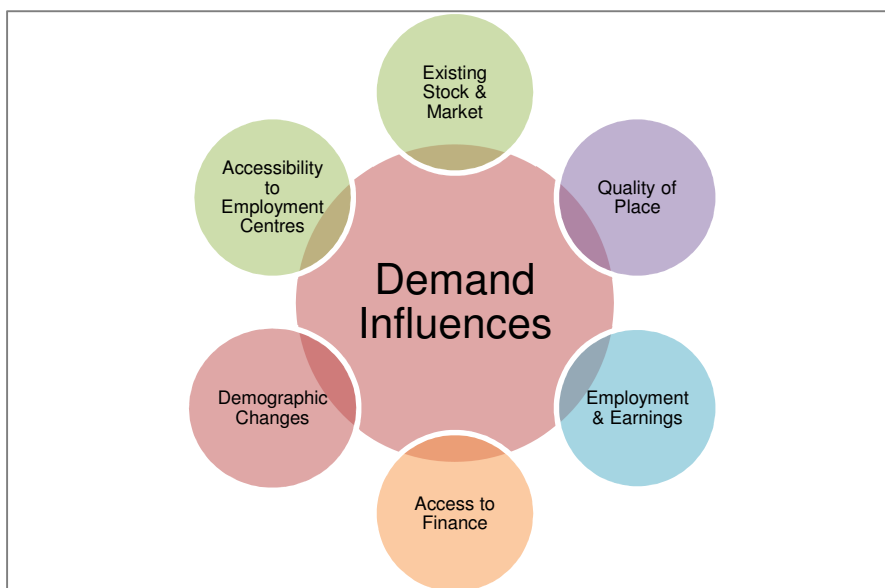 Existing
Stock &
Market
Accessibility
to
Employment
Centres
Quality of
Place
Demand
Influences
Demographic
Changes
Employment
& Earnings
Access to
Finance